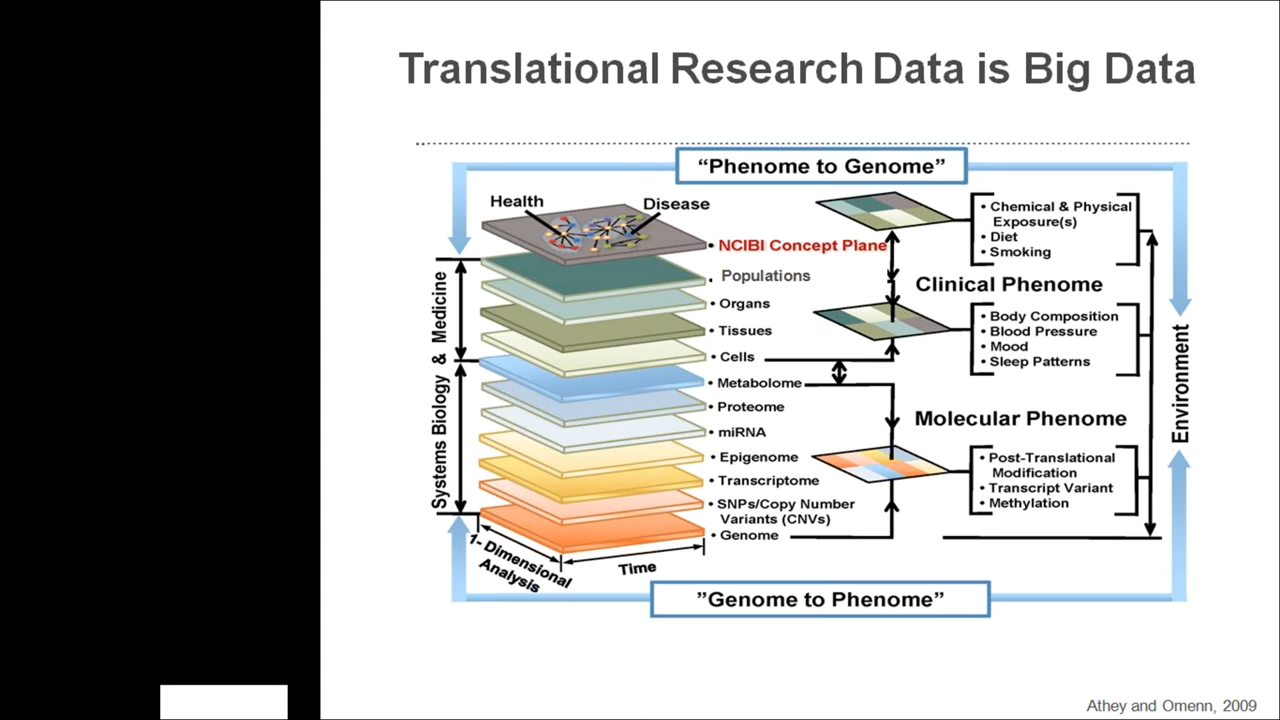 Translational Research Data is Big Data
“Phenome to Genome”
Health
Disease
• NCIBI Concept Plane
• Populations
• Organs
• Tissues
• Cells
• Metabolome
• Proteome
• miRNA
• Epigenome
• Transcriptome
• SNPs/Copy Number
Variants (CNVs)
• Genome
Systems Biology & Medicine
1- Dimensional
Analysis
Time
• Chemical & Physical
Exposure(s)
• Diet
• Smoking
Clinical Phenome
• Body Composition
• Blood Pressure
• Mood
• Sleep Patterns
Molecular Phenome
• Post-Translational
Modification
• Transcript Variant
• Methylation
Environment
”Genome to Phenome”
Athey and Omenn, 2009